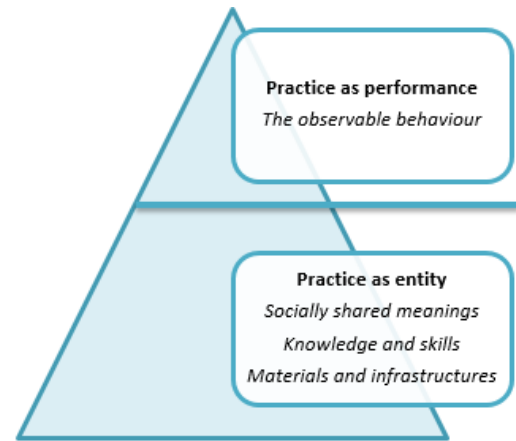 Practice as performance
The observable behaviour
Practice as entity
Socially shared meanings
Knowledge and skills
Materials and infrastructures